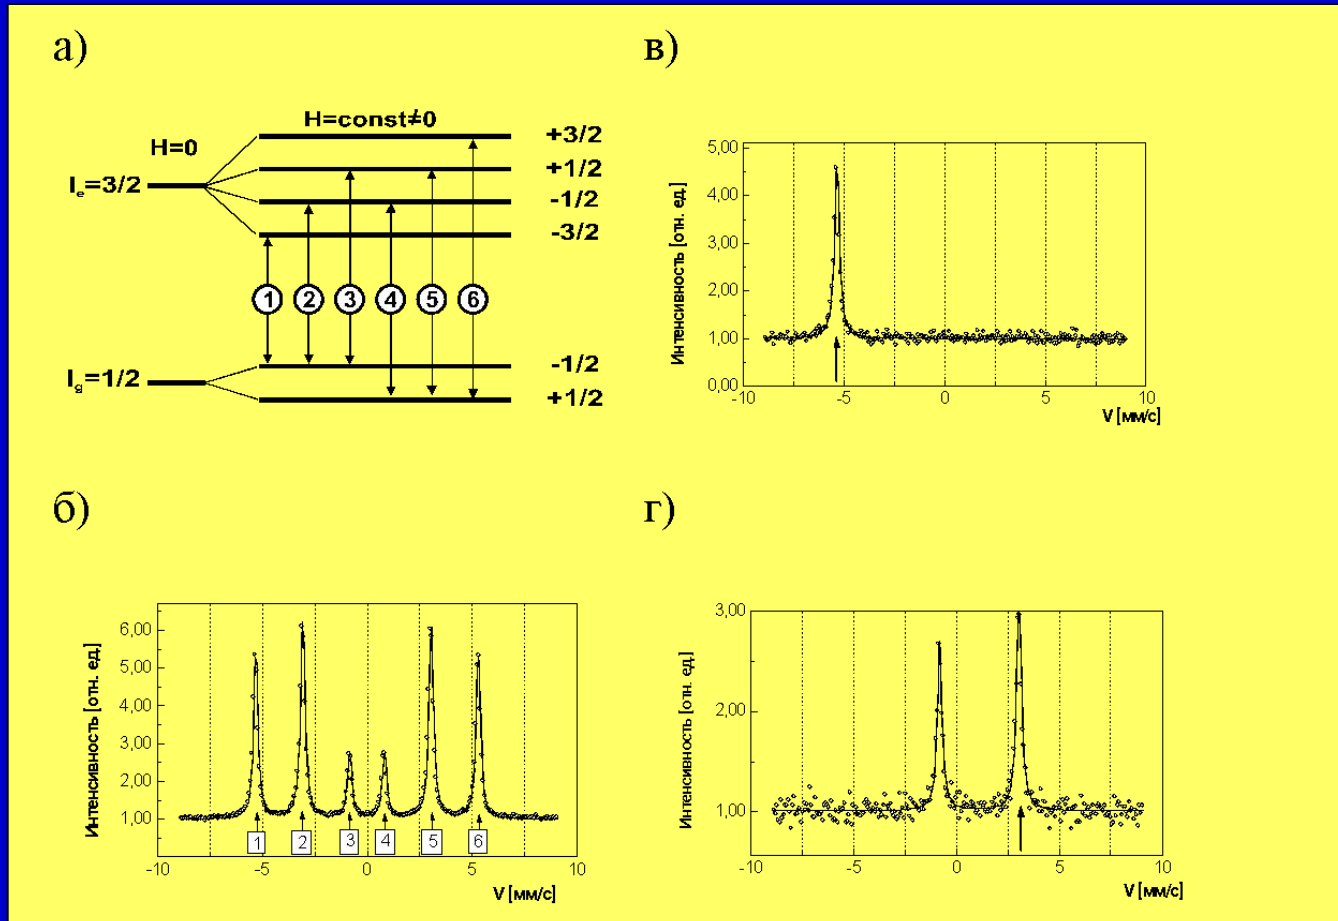 а)
H=const≠0
H=0
+3/2
+1/2
Iₑ=3/2
-1/2
-3/2
1 2 3 4 5 6
-1/2
I_g=1/2
+1/2
в)
Интенсивность [отн. ед.]
5,00
4,00
3,00
2,00
1,00
0,00
-10 -5 0 5 10
V [мм/с]
б)
Интенсивность [отн. ед.]
6,00
5,00
4,00
3,00
2,00
1,00
1 2 3 4 5 6
-10 -5 0 5 10
V [мм/с]
г)
Интенсивность [отн. ед.]
3,00
2,00
1,00
-10 -5 0 5 10
V [мм/с]